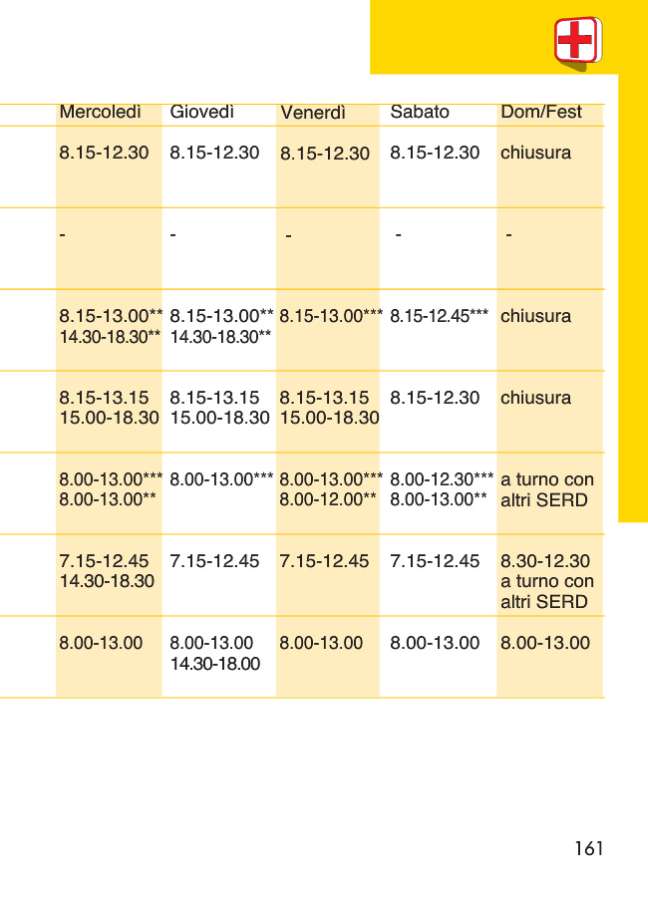 Mercoledì Giovedì Venerdì Sabato Dom/Fest
8.15-12.30 8.15-12.30 8.15-12.30 8.15-12.30 chiusura
- - - - -
8.15-13.00** 8.15-13.00** 8.15-13.00*** 8.15-12.45*** chiusura
14.30-18.30** 14.30-18.30**
8.15-13.15 8.15-13.15 8.15-13.15 8.15-12.30 chiusura
15.00-18.30 15.00-18.30 15.00-18.30
8.00-13.00*** 8.00-13.00*** 8.00-13.00*** 8.00-12.30*** a turno con
8.00-13.00** 8.00-12.00** 8.00-13.00** altri SERD
7.15-12.45 7.15-12.45 7.15-12.45 7.15-12.45 8.30-12.30
14.30-18.30 a turno con
altri SERD
8.00-13.00 8.00-13.00 8.00-13.00 8.00-13.00 8.00-13.00
14.30-18.00
161